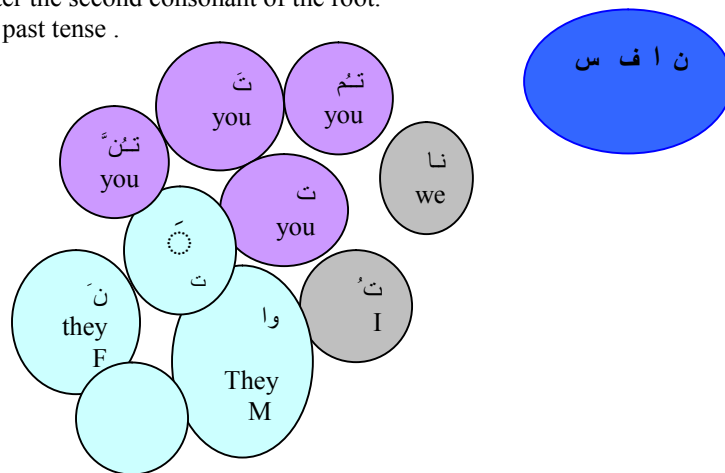 ter the second consonant of the root.
past tense .
ن ا ف س
تَ
you
تُم
you
تُنَّ
you
نا
we
ت
you
َ
ت
تُ
I
نَ
they
F
وا
They
M